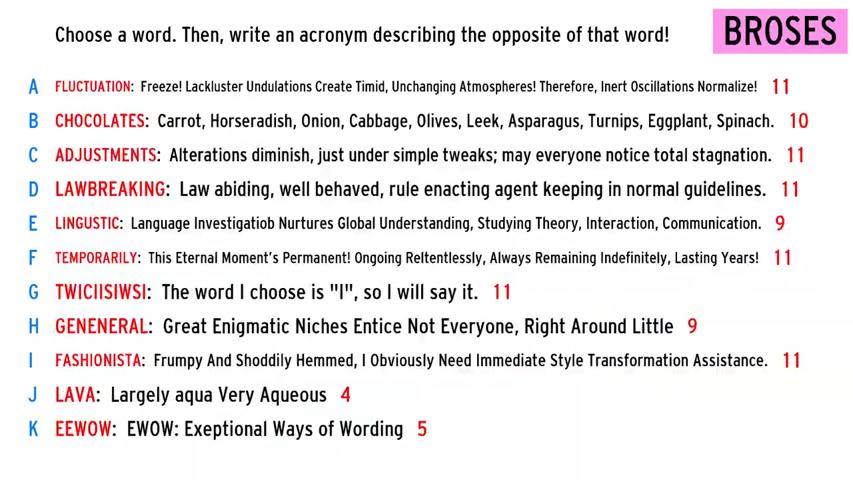 Choose a word. Then, write an acronym describing the opposite of that word!
BROSES
A FLUCTUATION: Freeze! Lackluster Undulations Create Timid, Unchanging Atmospheres! Therefore, Inert Oscillations Normalize! 11
B CHOCOLATES: Carrot, Horseradish, Onion, Cabbage, Olives, Leek, Asparagus, Turnips, Eggplant, Spinach. 10
C ADJUSTMENTS: Alterations diminish, just under simple tweaks; may everyone notice total stagnation. 11
D LAWBREAKING: Law abiding, well behaved, rule enacting agent keeping in normal guidelines. 11
E LINGUSTIC: Language Investigatiob Nurtures Global Understanding, Studying Theory, Interaction, Communication. 9
F TEMPORARILY: This Eternal Moment's Permanent! Ongoing Reltentlessly, Always Remaining Indefinitely, Lasting Years! 11
G TWICIISIWSI: The word I choose is "I", so I will say it. 11
H GENENERAL: Great Enigmatic Niches Entice Not Everyone, Right Around Little 9
I FASHIONISTA: Frumpy And Shoddily Hemmed, I Obviously Need Immediate Style Transformation Assistance. 11
J LAVA: Largely aqua Very Aqueous 4
K EEWOW: EWOW: Exeptional Ways of Wording 5